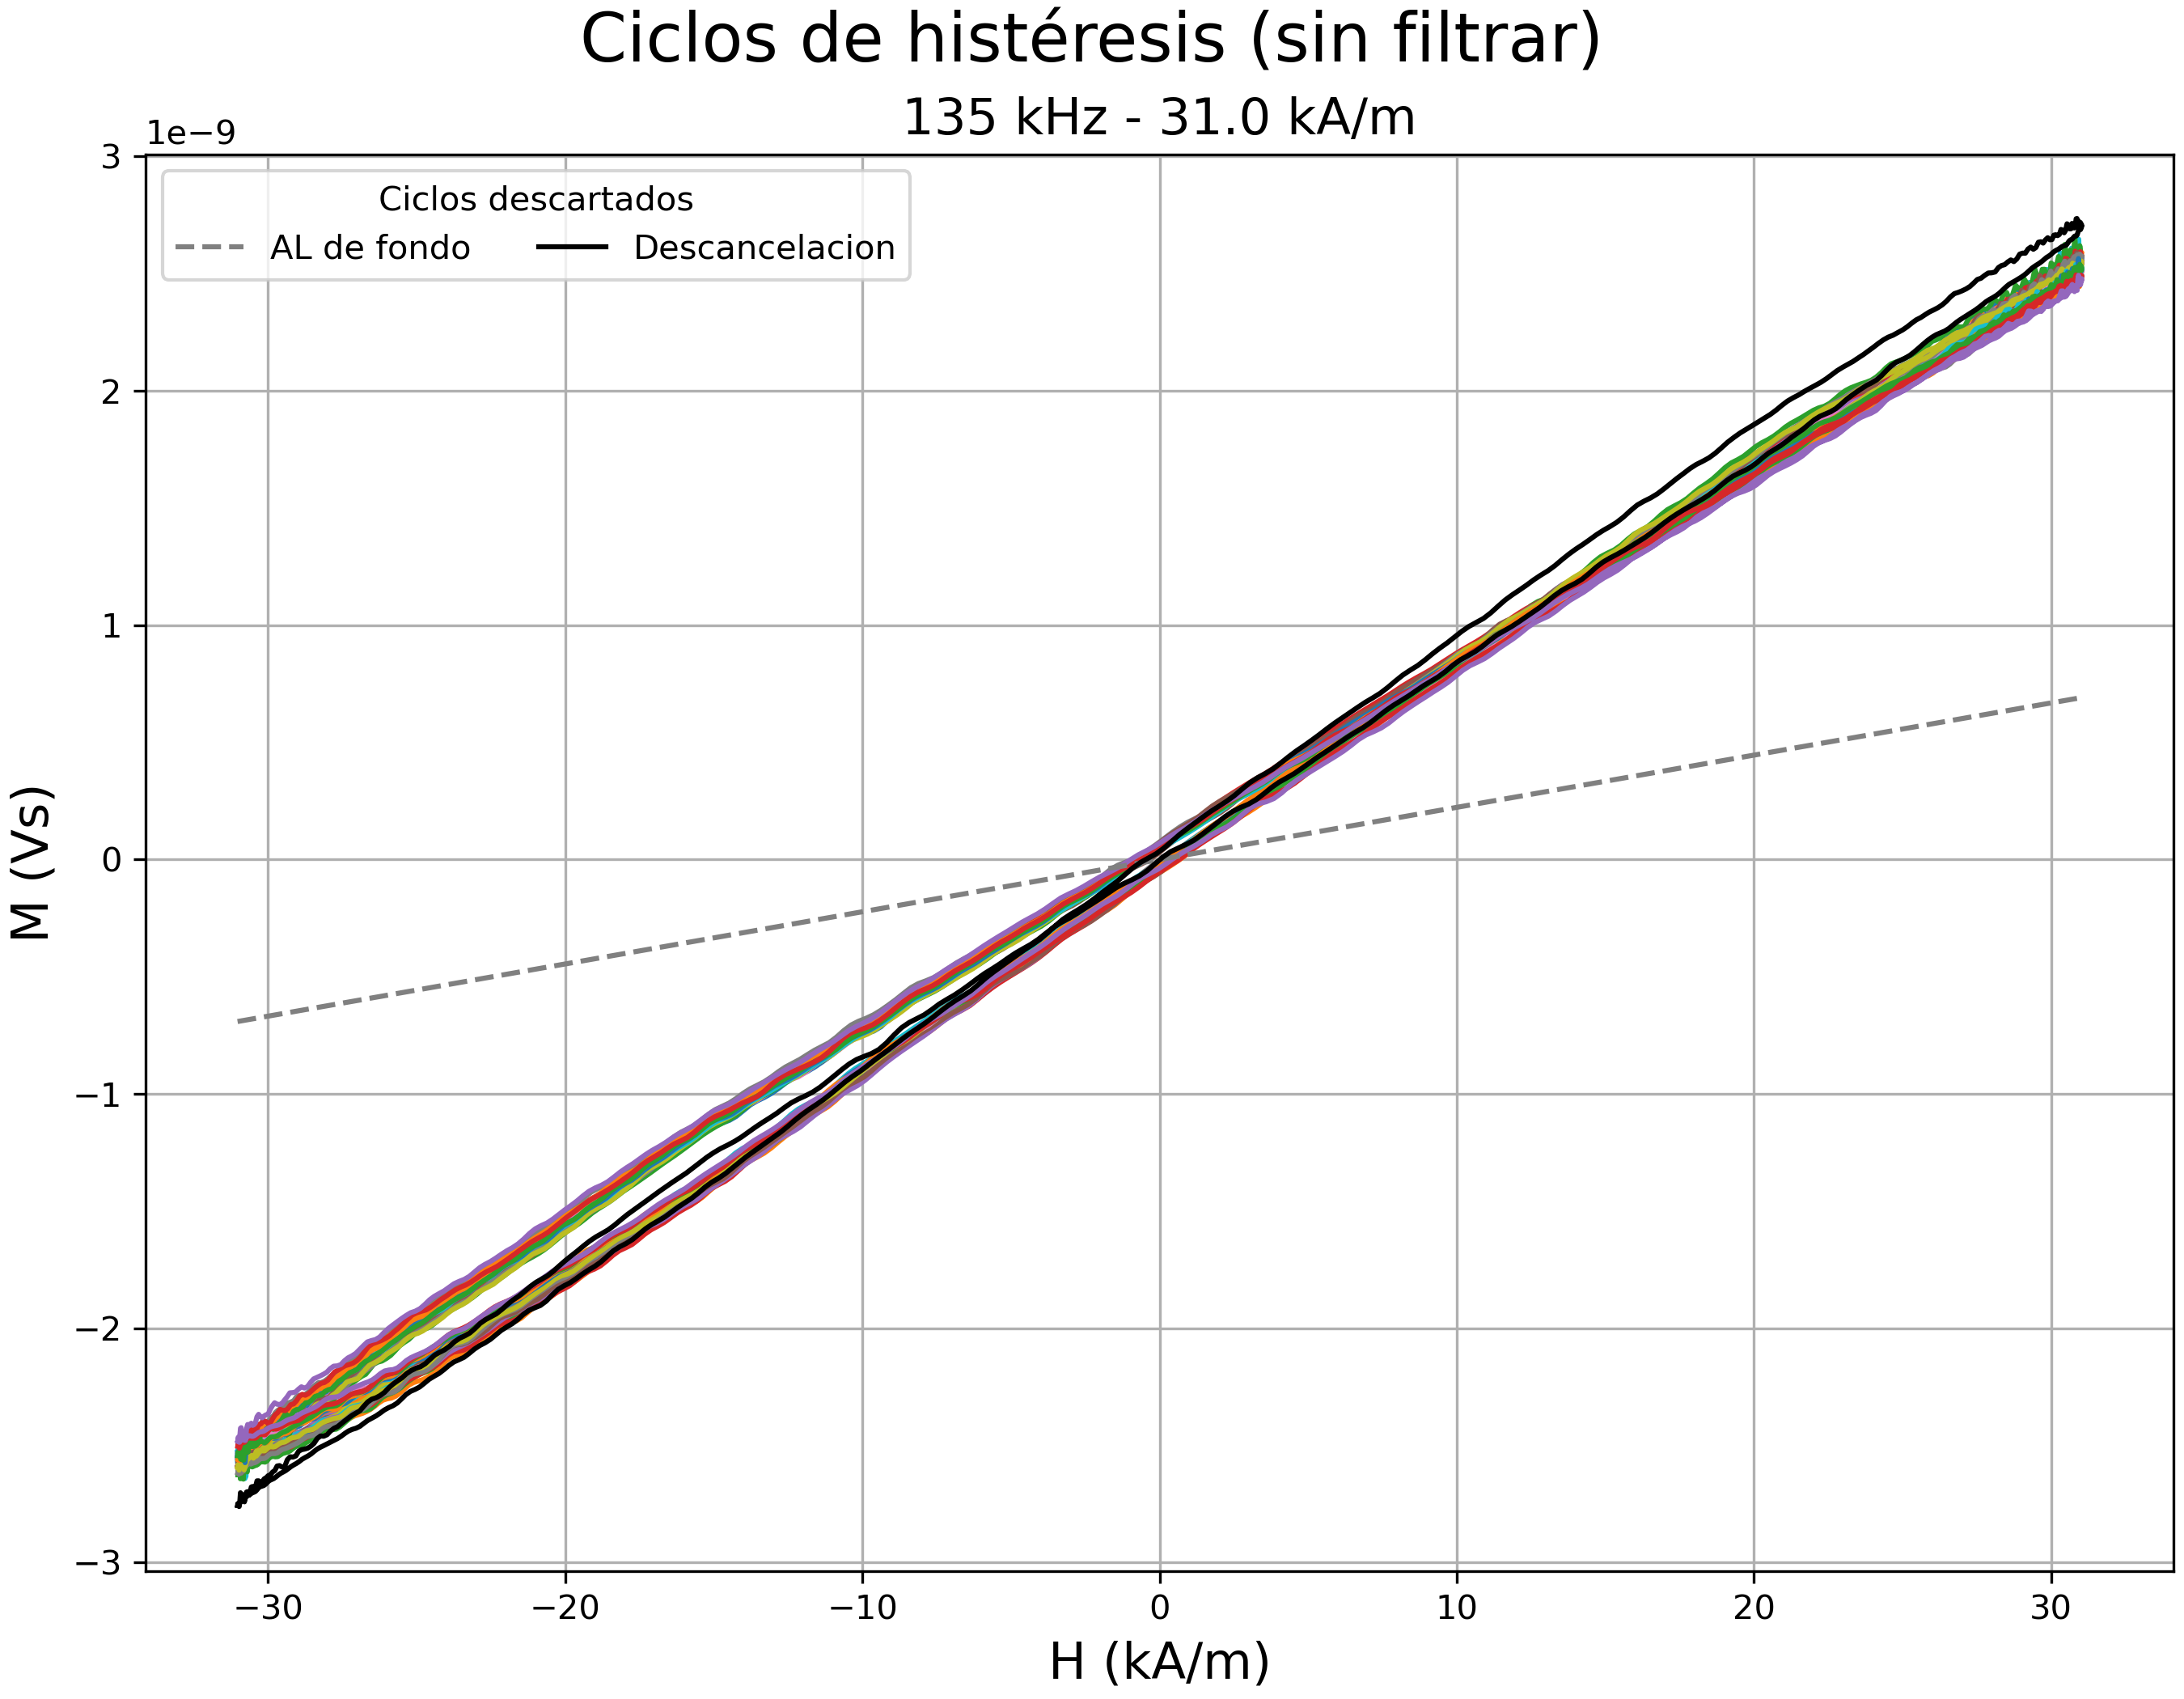 Ciclos de histéresis (sin filtrar)
135 kHz - 31.0 kA/m
1e−9
Ciclos descartados
AL de fondo
Descancelacion
3
2
1
0
−1
−2
−3
M (Vs)
−30
−20
−10
0
10
20
30
H (kA/m)